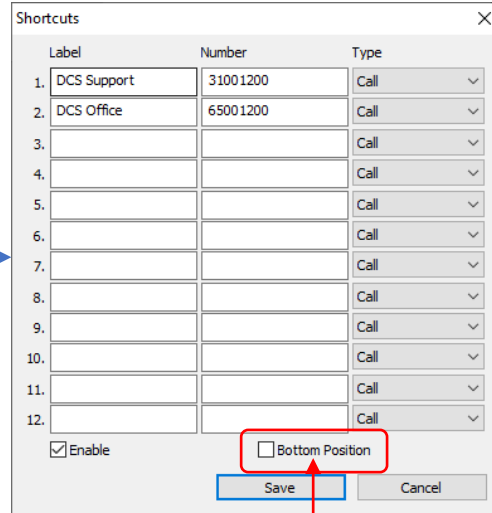 Shortcuts
Label Number Type
1. DCS Support 31001200 Call
2. DCS Office 65001200 Call
3. Call
4. Call
5. Call
6. Call
7. Call
8. Call
9. Call
10. Call
11. Call
12. Call
Enable Bottom Position
Save Cancel